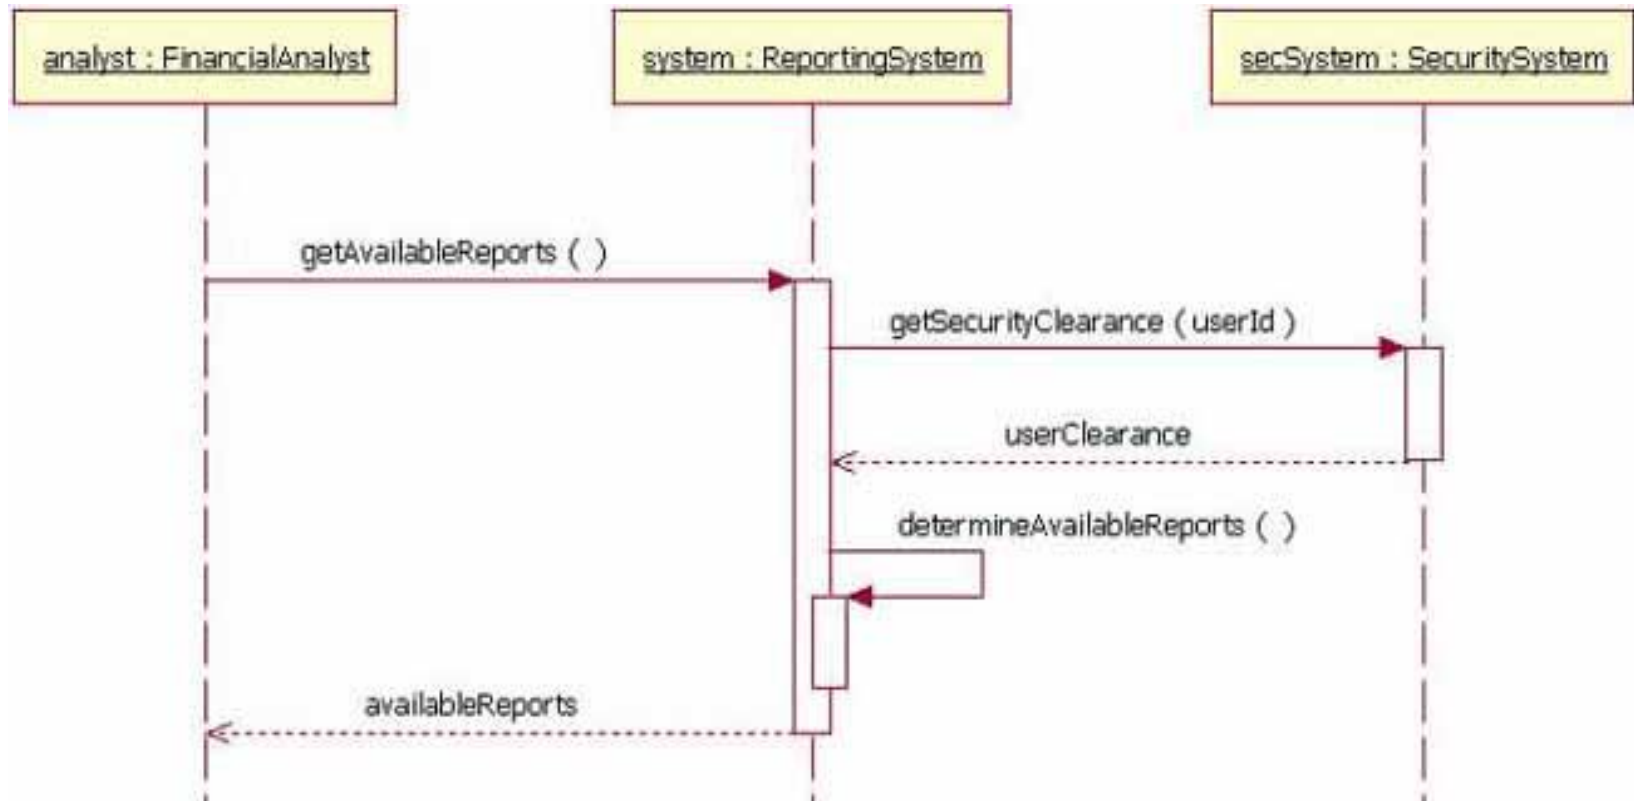 analyst : FinancialAnalyst
system : ReportingSystem
secSystem : SecuritySystem
getAvailableReports ( )
getSecurityClearance ( userId )
userClearance
determineAvailableReports ( )
availableReports